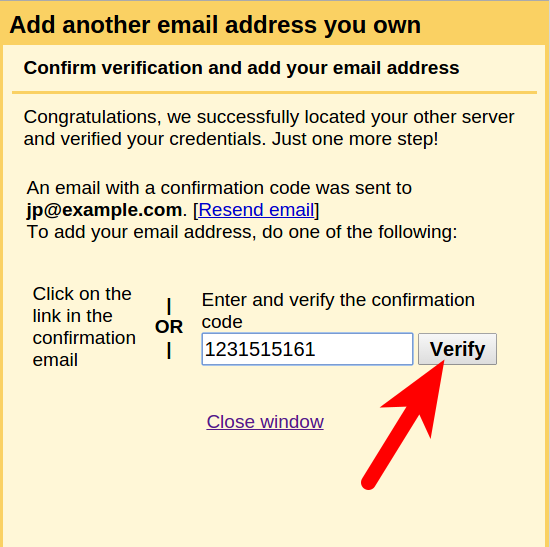 Add another email address you own
Confirm verification and add your email address
Congratulations, we successfully located your other server
and verified your credentials. Just one more step!
An email with a confirmation code was sent to
jp@example.com. [Resend email]
To add your email address, do one of the following:
Click on the
link in the
confirmation
email
|
OR
|
Enter and verify the confirmation
code
1231515161 Verify
Close window